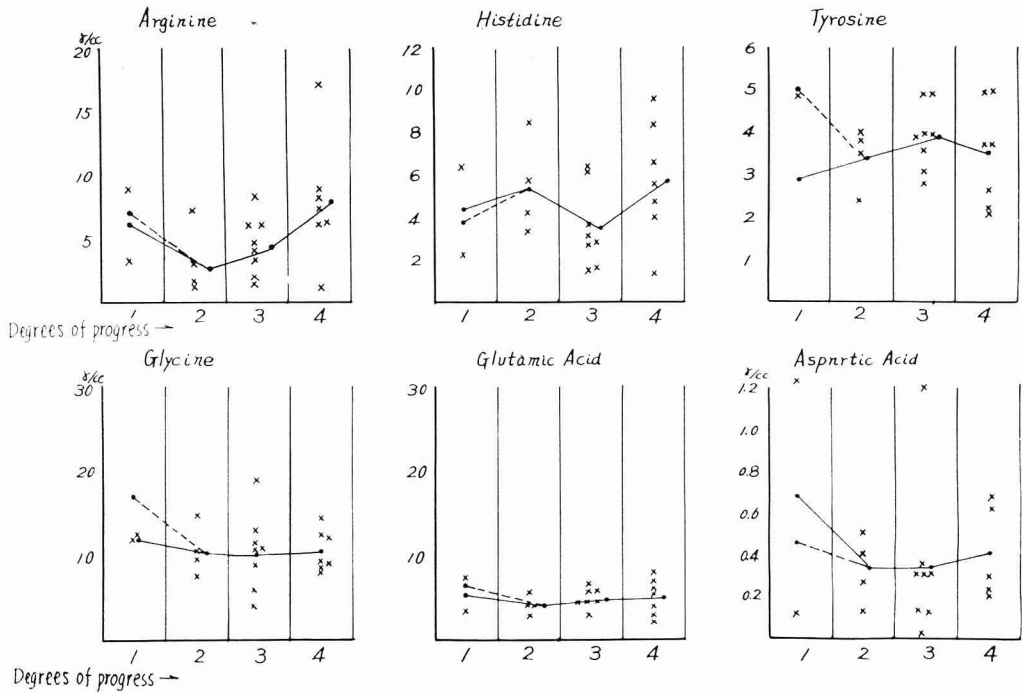 Arginine
Histidine
Tyrosine
γ/cc
20
15
10
5
12
10
8
6
4
2
6
5
4
3
2
1
1 2 3 4
1 2 3 4
1 2 3 4
Degrees of progress →
Glycine
Glutamic Acid
Aspnrtic Acid
γ/cc
30
20
10
30
20
10
γ/cc
1.2
1.0
0.8
0.6
0.4
0.2
1 2 3 4
1 2 3 4
1 2 3 4
Degrees of progress →